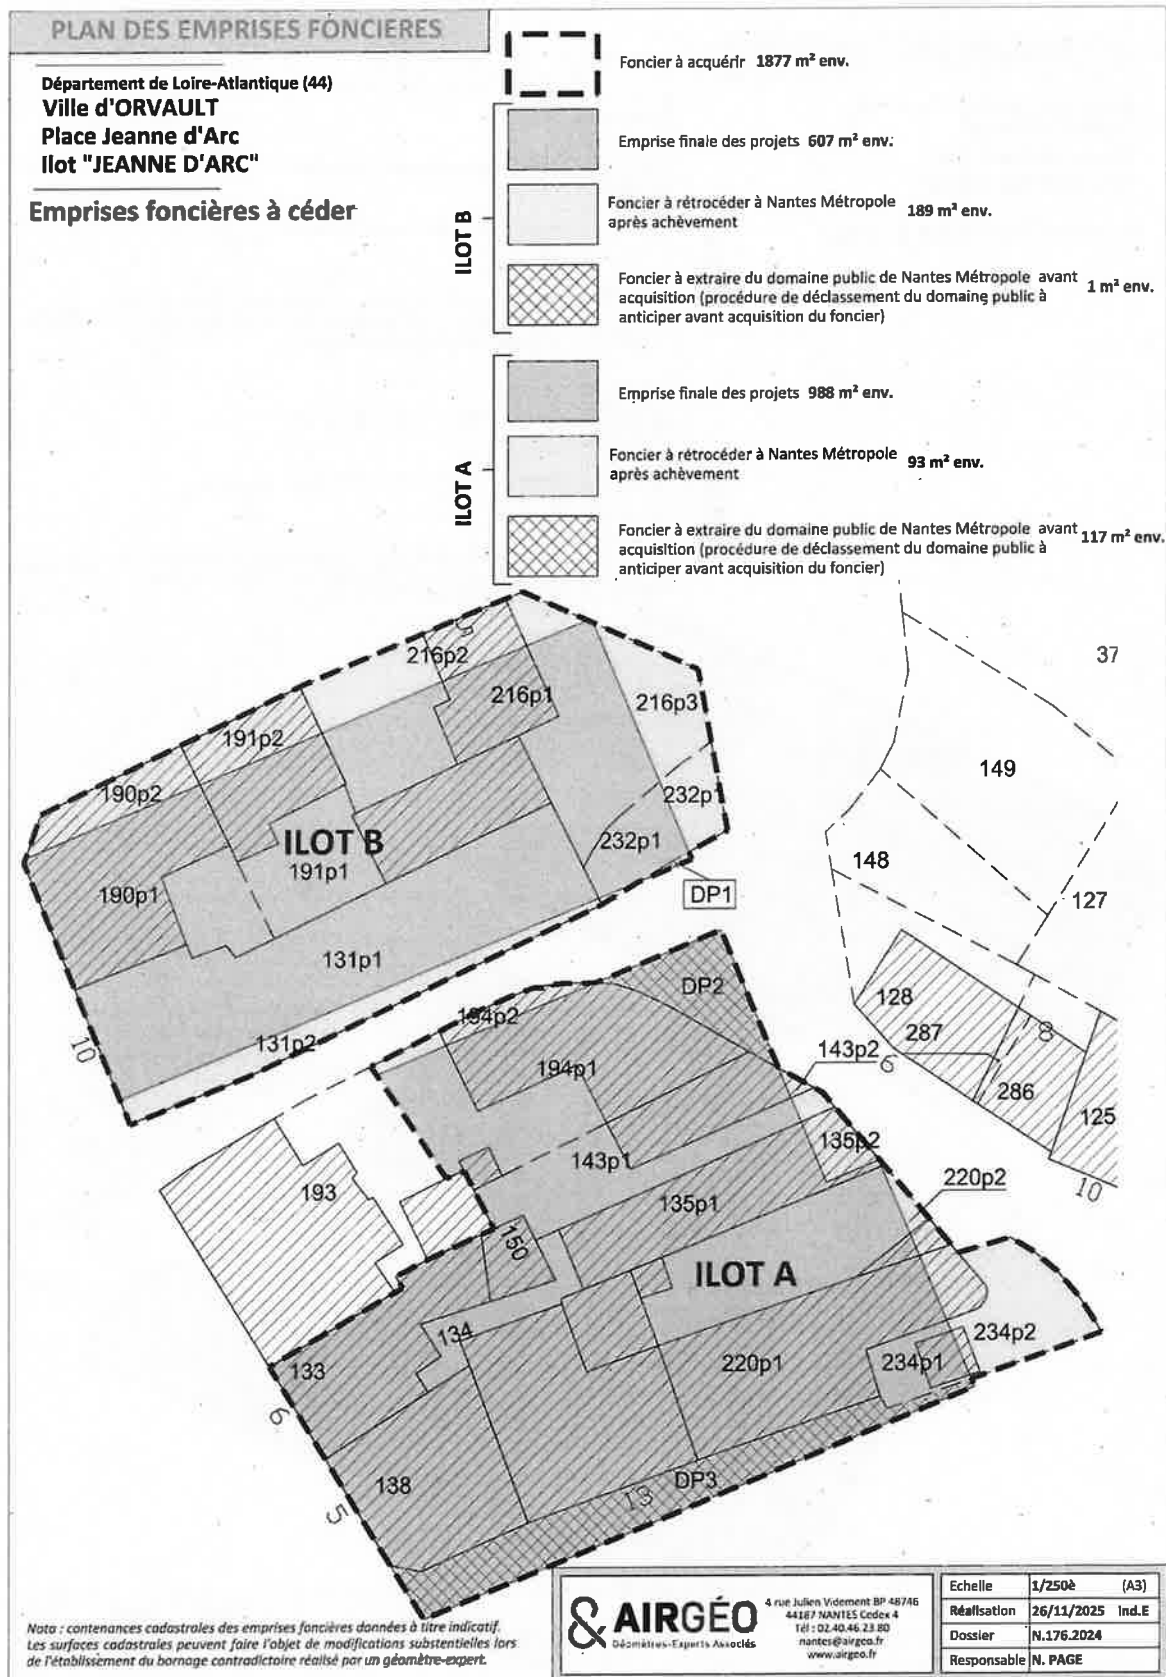 PLAN DES EMPRISES FONCIERES
Département de Loire-Atlantique (44)
Ville d'ORVAULT
Place Jeanne d'Arc
Ilot "JEANNE D'ARC"
Emprises foncières à céder
Foncier à acquérir 1877 m² env.
ILOT B
Emprise finale des projets 607 m² env.
Foncier à rétrocéder à Nantes Métropole
après achèvement
189 m² env.
Foncier à extraire du domaine public de Nantes Métropole avant
acquisition (procédure de déclassement du domaine public à
anticiper avant acquisition du foncier)
1 m² env.
ILOT A
Emprise finale des projets 988 m² env.
Foncier à rétrocéder à Nantes Métropole
après achèvement
93 m² env.
Foncier à extraire du domaine public de Nantes Métropole avant
acquisition (procédure de déclassement du domaine public à
anticiper avant acquisition du foncier)
117 m² env.
5
216p2
37
216p1
216p3
191p2
149
190p2
232p
ILOT B
232p1
148
191p1
190p1
DP1
127
131p1
DP2
128
194p2
287
8
131p2
10
143p2
6
194p1
286
125
135p2
143p1
220p2
193
135p1
10
150
ILOT A
134
234p2
133
220p1
234p1
6
138
DP3
13
5
Nota : contenances cadastrales des emprises foncières données à titre indicatif.
Les surfaces cadastrales peuvent faire l'objet de modifications substentielles lors
de l'établissement du bornage contradictoire réalisé par un géomètre-expert.
& AIRGÉO
Géomètres-Experts Associés
4 rue Julien Videment BP 48746
44187 NANTES Cedex 4
Tél : 02.40.46.23.80
nantes@airgeo.fr
www.airgeo.fr
Echelle 1/250è (A3)
Réalisation 26/11/2025 Ind.E
Dossier N.176.2024
Responsable N. PAGE